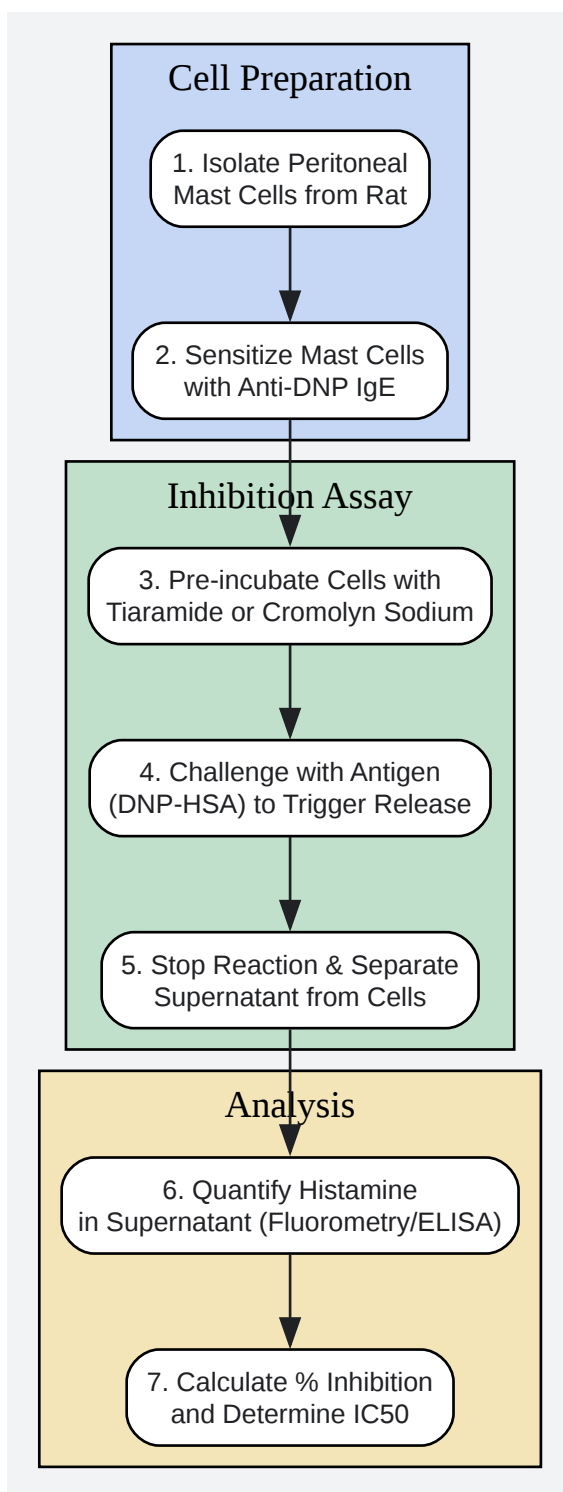 Cell Preparation
1. Isolate Peritoneal
Mast Cells from Rat
2. Sensitize Mast Cells
with Anti-DNP IgE
Inhibition Assay
3. Pre-incubate Cells with
Tiaramide or Cromolyn Sodium
4. Challenge with Antigen
(DNP-HSA) to Trigger Release
5. Stop Reaction & Separate
Supernatant from Cells
Analysis
6. Quantify Histamine
in Supernatant (Fluorometry/ELISA)
7. Calculate % Inhibition
and Determine IC50